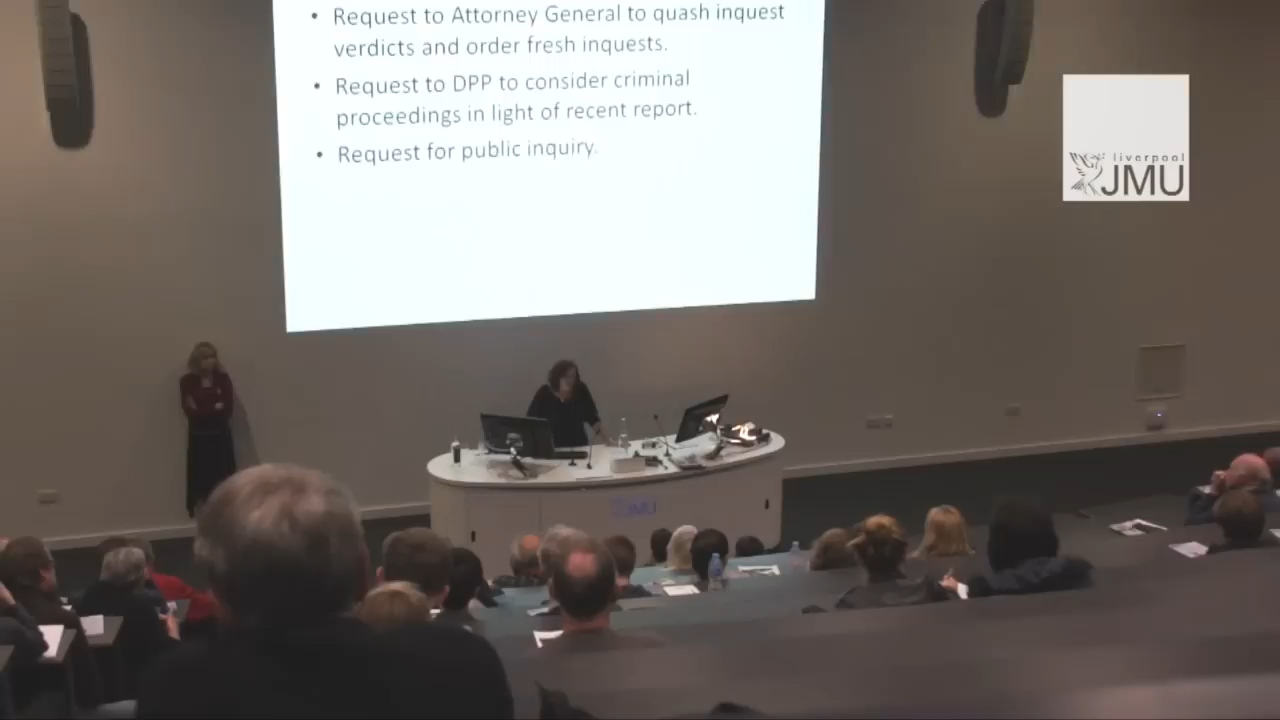 • Request to Attorney General to quash inquest
verdicts and order fresh inquests.
• Request to DPP to consider criminal
proceedings in light of recent report.
• Request for public inquiry.
liverpool
JMU
JMU